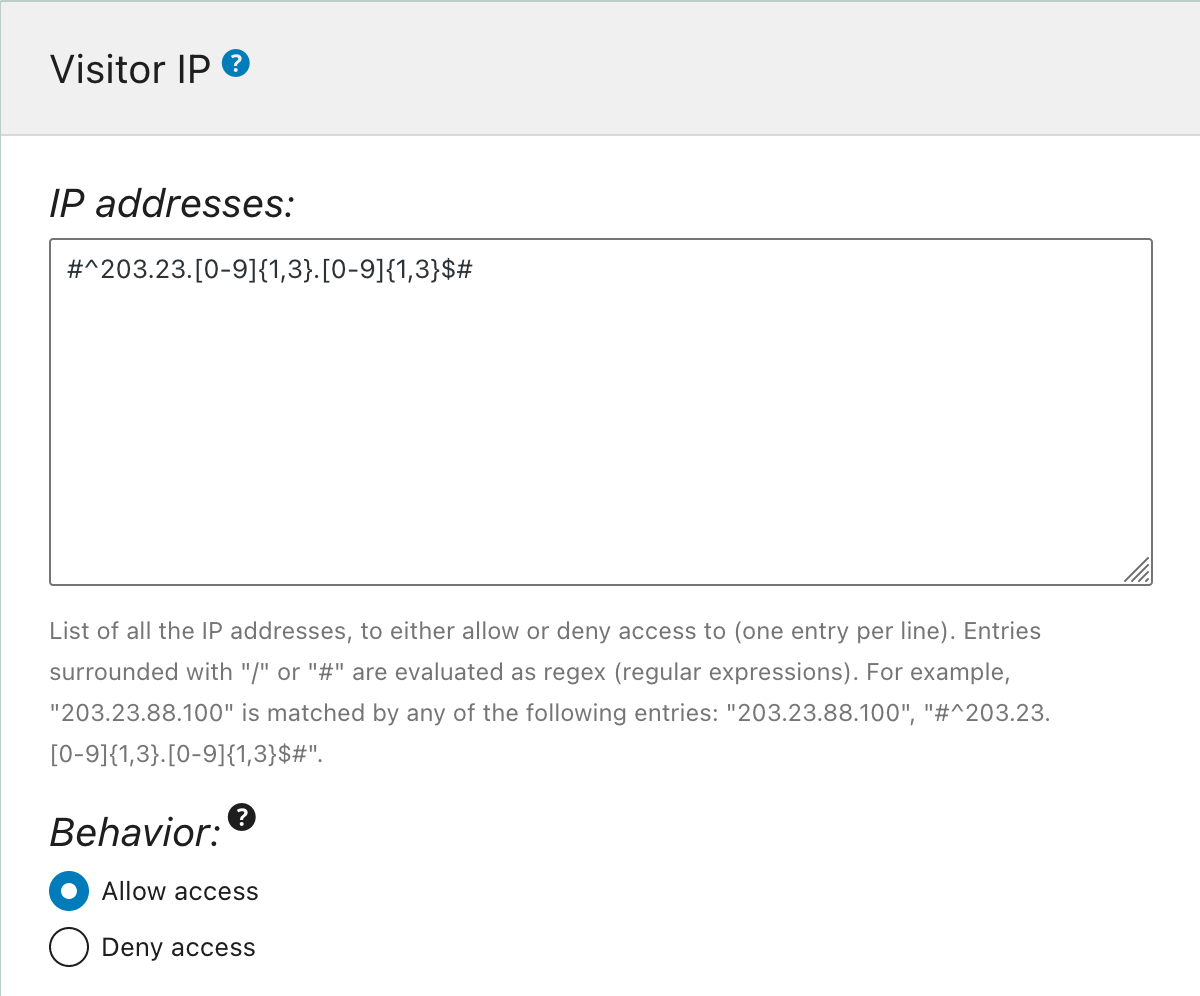 Visitor IP ?
IP addresses:
#^203.23.[0-9]{1,3}.[0-9]{1,3}$#
List of all the IP addresses, to either allow or deny access to (one entry per line). Entries
surrounded with "/" or "#" are evaluated as regex (regular expressions). For example,
"203.23.88.100" is matched by any of the following entries: "203.23.88.100", "#^203.23.
[0-9]{1,3}.[0-9]{1,3}$#".
Behavior: ?
Allow access
Deny access